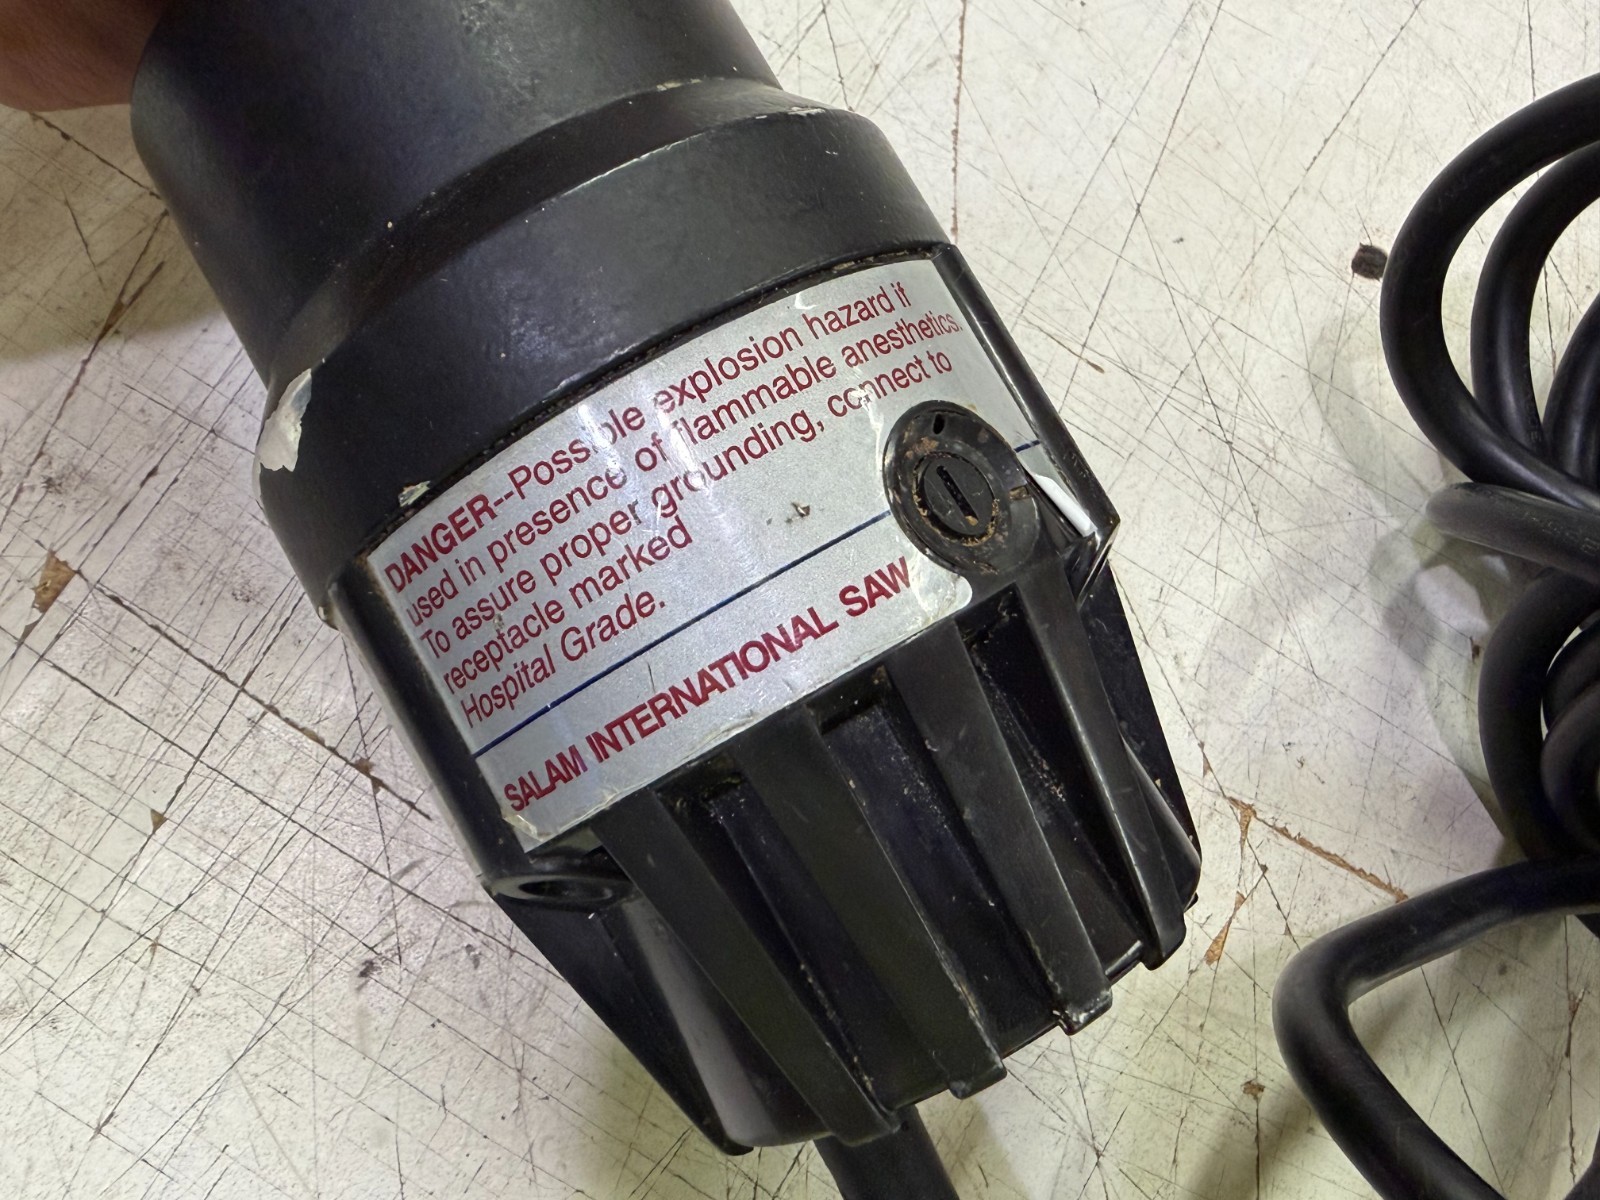 DANGER--Possible explosion hazard if
used in presence of flammable anesthetics.
To assure proper grounding, connect to
receptacle marked
Hospital Grade.
SALAM INTERNATIONAL SAW